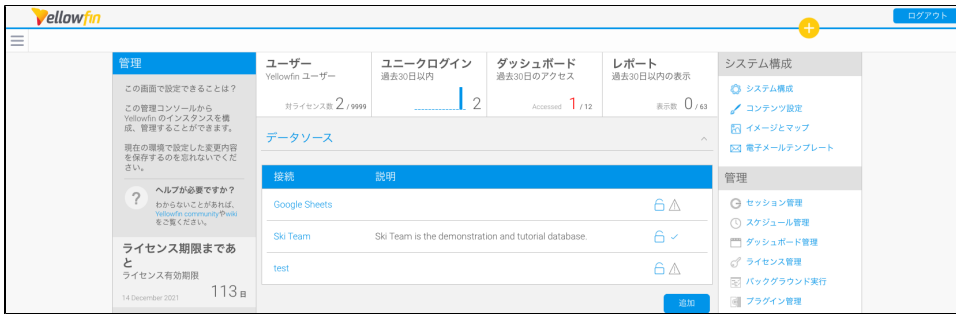 Yellowfin
ログアウト
管理
この画面で設定できることは？
この管理コンソールから
Yellowfin のインスタンスを構
成、管理することができます。
現在の環境で設定した変更内容
を保存するのを忘れないでくだ
さい。
ヘルプが必要ですか？
わからないことがあれば、
Yellowfin communityやwiki
をご覧ください。
ライセンス期限まであ
と
ライセンス有効期限
14 December 2021
113 日
ユーザー
Yellowfin ユーザー
対ライセンス数 2 / 9999
ユニークログイン
過去30日以内
2
ダッシュボード
過去30日のアクセス
Accessed 1 / 12
レポート
過去30日以内の表示
表示数 0 / 63
データソース
接続 説明
Google Sheets
Ski Team Ski Team is the demonstration and tutorial database.
test
追加
システム構成
システム構成
コンテンツ設定
イメージとマップ
電子メールテンプレート
管理
セッション管理
スケジュール管理
ダッシュボード管理
ライセンス管理
バックグラウンド実行
プラグイン管理